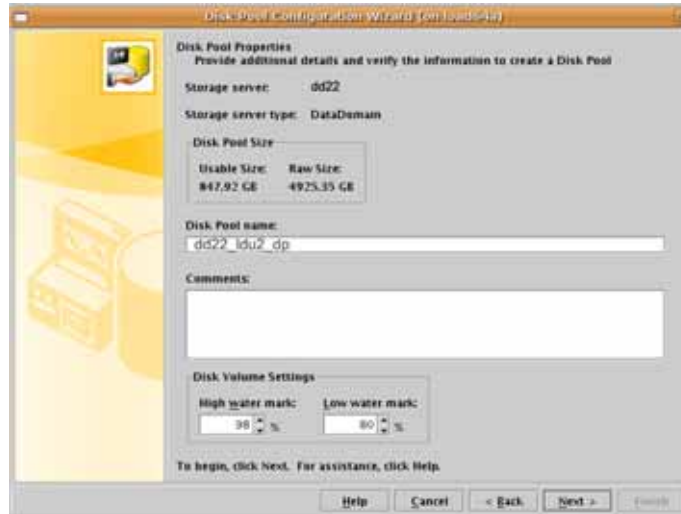 Disk Pool Configuration Wizard (on
Disk Pool Properties
Provide additional details and verify the information to create a Disk Pool
Storage server: dd22
Storage server type: DataDomain
Disk Pool Size
Usable Size: Raw Size:
847.92 GB 4925.35 GB
Disk Pool name:
dd22_ldu2_dp
Comments:
Disk Volume Settings
High water mark: Low water mark:
98 % 80 %
To begin, click Next. For assistance, click Help.
Help Cancel < Back Next > Finish